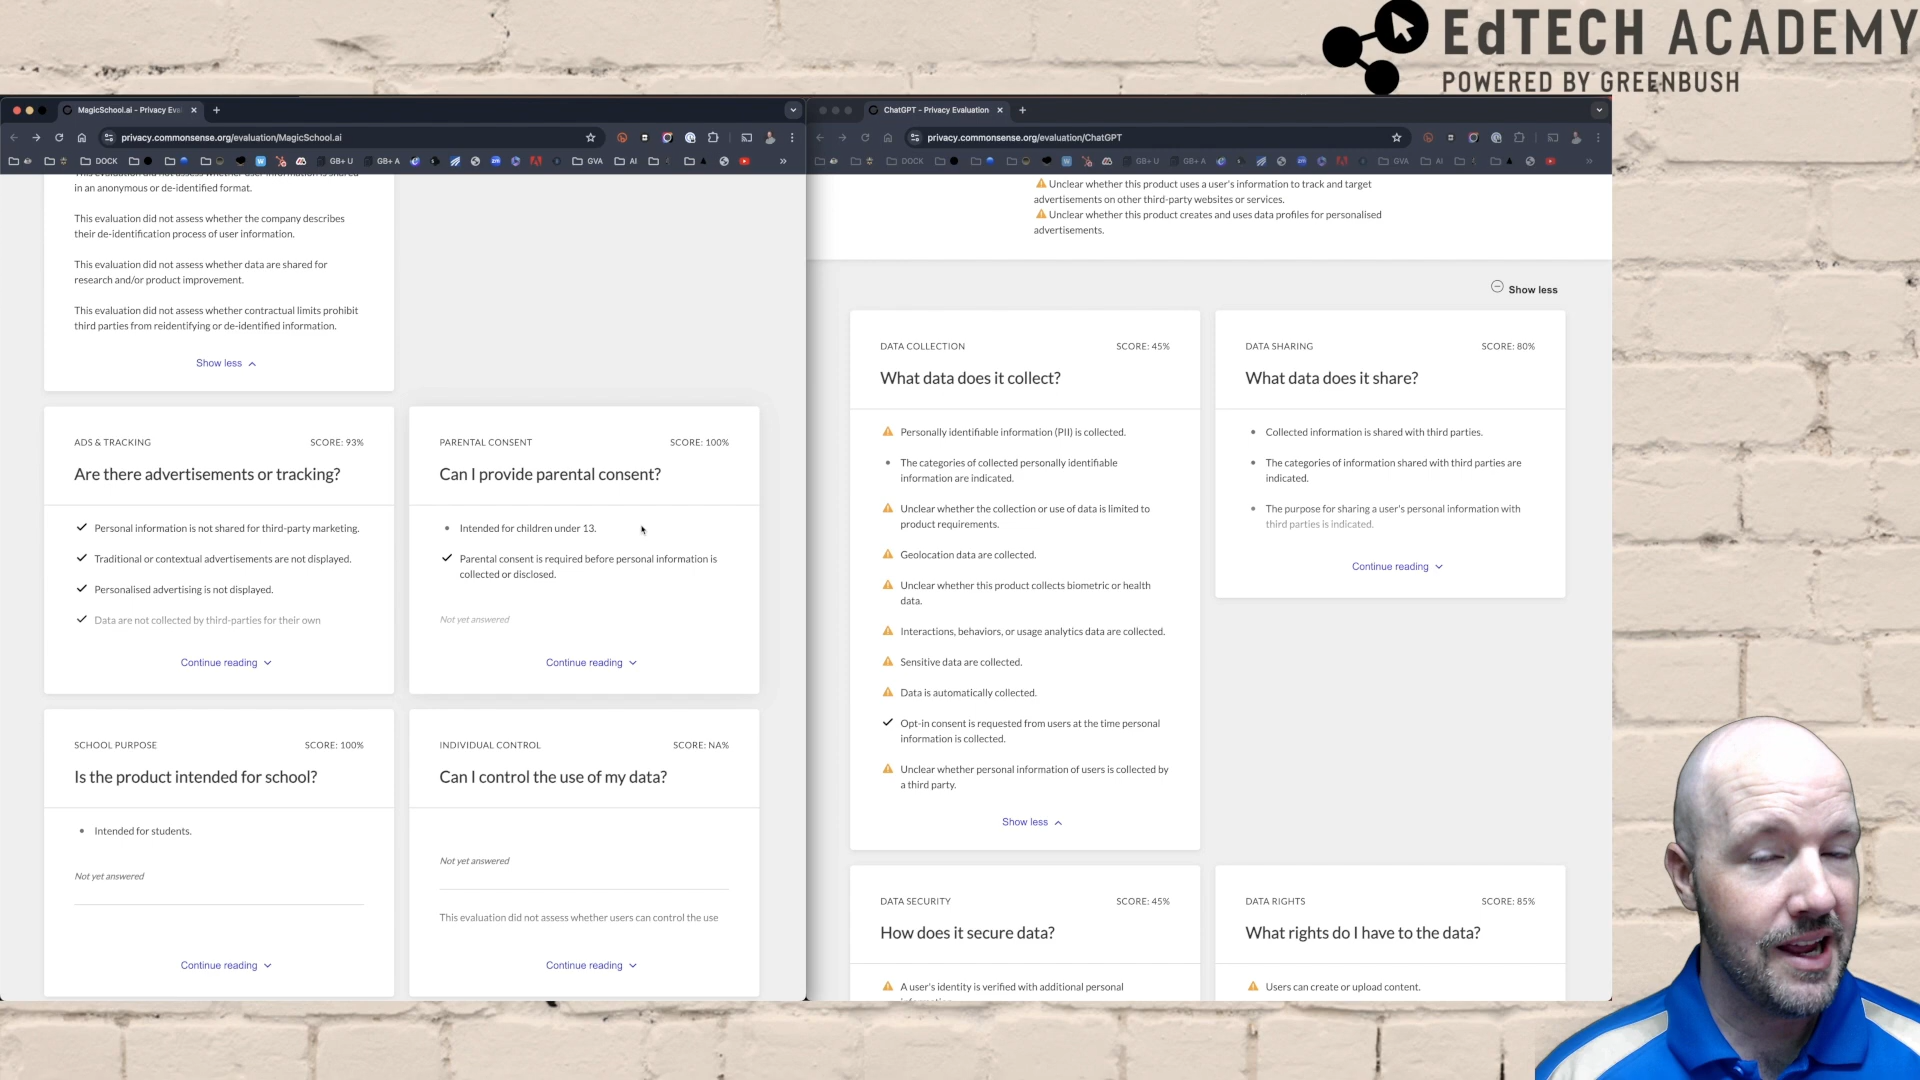 EdTECH ACADEMY
POWERED BY GREENBUSH
MagicSchool.ai - Privacy Eva
privacy.commonsense.org/evaluation/MagicSchool.ai
DOCK
GB+ U
GB+ A
GVA
AI
in an anonymous or de-identified format.
This evaluation did not assess whether the company describes
their de-identification process of user information.
This evaluation did not assess whether data are shared for
research and/or product improvement.
This evaluation did not assess whether contractual limits prohibit
third parties from reidentifying or de-identified information.
Show less
ADS & TRACKING
SCORE: 93%
Are there advertisements or tracking?
Personal information is not shared for third-party marketing.
Traditional or contextual advertisements are not displayed.
Personalised advertising is not displayed.
Data are not collected by third-parties for their own
Continue reading
PARENTAL CONSENT
SCORE: 100%
Can I provide parental consent?
Intended for children under 13.
Parental consent is required before personal information is
collected or disclosed.
Not yet answered
Continue reading
SCHOOL PURPOSE
SCORE: 100%
Is the product intended for school?
Intended for students.
Not yet answered
Continue reading
INDIVIDUAL CONTROL
SCORE: NA%
Can I control the use of my data?
Not yet answered
This evaluation did not assess whether users can control the use
Continue reading
ChatGPT - Privacy Evaluation
privacy.commonsense.org/evaluation/ChatGPT
DOCK
GB+ U
GB+ A
GVA
AI
Unclear whether this product uses a user's information to track and target
advertisements on other third-party websites or services.
Unclear whether this product creates and uses data profiles for personalised
advertisements.
Show less
DATA COLLECTION
SCORE: 45%
What data does it collect?
Personally identifiable information (PII) is collected.
The categories of collected personally identifiable
information are indicated.
Unclear whether the collection or use of data is limited to
product requirements.
Geolocation data are collected.
Unclear whether this product collects biometric or health
data.
Interactions, behaviors, or usage analytics data are collected.
Sensitive data are collected.
Data is automatically collected.
Opt-in consent is requested from users at the time personal
information is collected.
Unclear whether personal information of users is collected by
a third party.
Show less
DATA SHARING
SCORE: 80%
What data does it share?
Collected information is shared with third parties.
The categories of information shared with third parties are
indicated.
The purpose for sharing a user's personal information with
third parties is indicated.
Continue reading
DATA SECURITY
SCORE: 45%
How does it secure data?
A user's identity is verified with additional personal
DATA RIGHTS
SCORE: 85%
What rights do I have to the data?
Users can create or upload content.